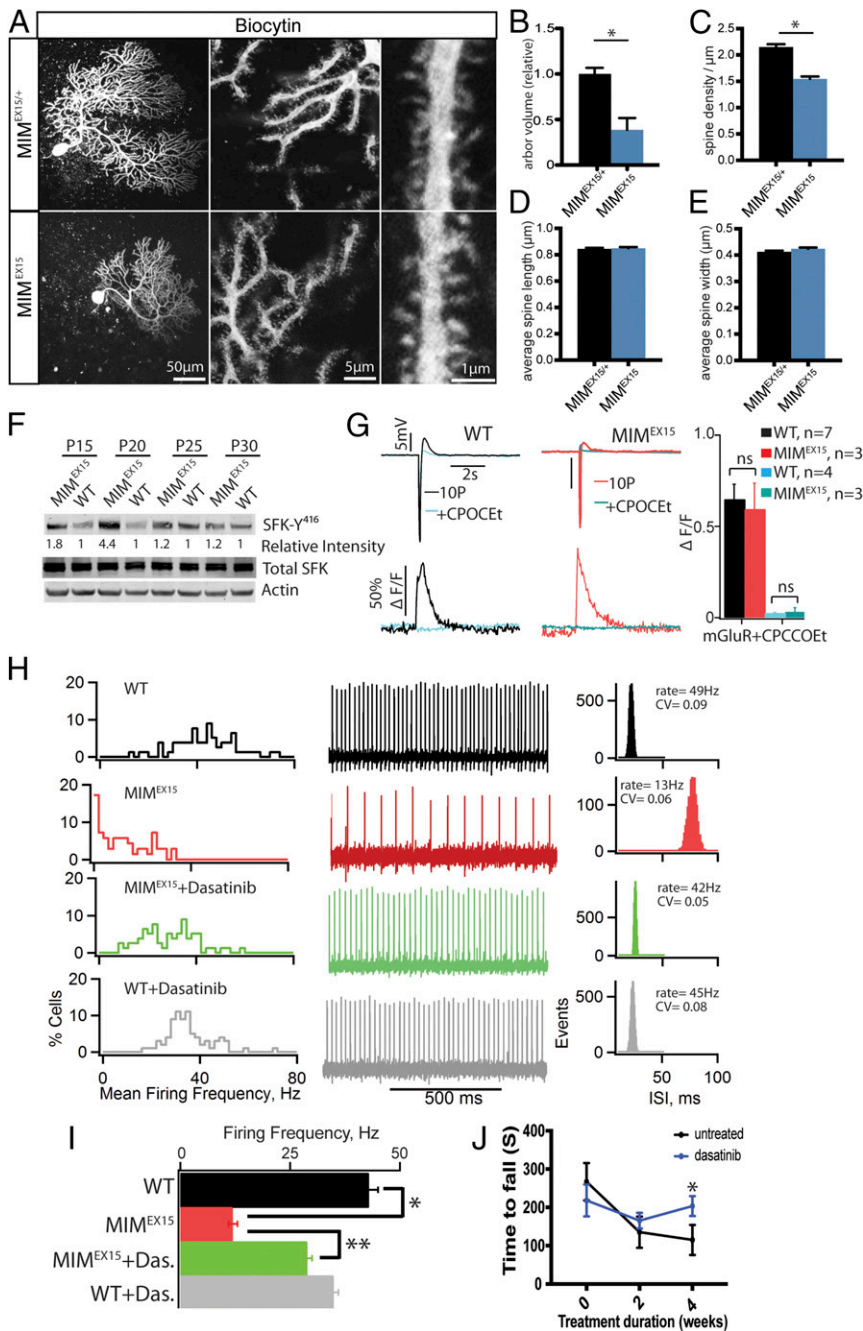 A
Biocytin
MIM^EX15/+
MIM^EX15
50µm
5µm
1µm
B
arbor volume (relative)
1.5
1.0
0.5
0.0
*
MIM^EX15/+
MIM^EX15
C
spine density / µm
2.5
2.0
1.5
1.0
0.5
0.0
*
MIM^EX15/+
MIM^EX15
D
average spine length (µm)
1.0
0.8
0.6
0.4
0.2
0.0
MIM^EX15/+
MIM^EX15
E
average spine width (µm)
0.6
0.4
0.2
0.0
MIM^EX15/+
MIM^EX15
F
P15 P20 P25 P30
MIM^EX15 WT MIM^EX15 WT MIM^EX15 WT MIM^EX15 WT
SFK-Y^416
1.8 1 4.4 1 1.2 1 1.2 1 Relative Intensity
Total SFK
Actin
G
5mV
WT
2s
10P
+CPOCEt
50%
Δ F/F
MIM^EX15
10P
+CPOCEt
WT, n=7
MIM^EX15, n=3
WT, n=4
MIM^EX15, n=3
Δ F/F
1.0
0.5
0.0
ns
ns
mGluR+CPCCOEt
H
20
10
0
WT
500
0
rate= 49Hz
CV= 0.09
20
10
0
MIM^EX15
100
0
rate= 13Hz
CV= 0.06
20
10
0
MIM^EX15+Dasatinib
500
0
rate= 42Hz
CV= 0.05
% Cells
20
10
0
WT+Dasatinib
Events
500
0
rate= 45Hz
CV= 0.08
0 40 80
Mean Firing Frequency, Hz
500 ms
50 100
ISI, ms
I
Firing Frequency, Hz
0 25 50
WT
MIM^EX15
MIM^EX15+Das.
WT+Das.
*
**
J
untreated
dasatinib
Time to fall (S)
400
300
200
100
0
*
0 2 4
Treatment duration (weeks)